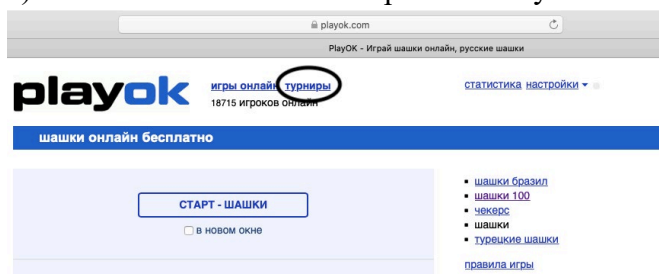 playok.com
PlayOK - Играй шашки онлайн, русские шашки
playok
игры онлайн турниры
18715 игроков онлайн
статистика настройки
шашки онлайн бесплатно
СТАРТ - ШАШКИ
в новом окне
шашки бразил
шашки 100
чекерс
шашки
турецкие шашки
правила игры